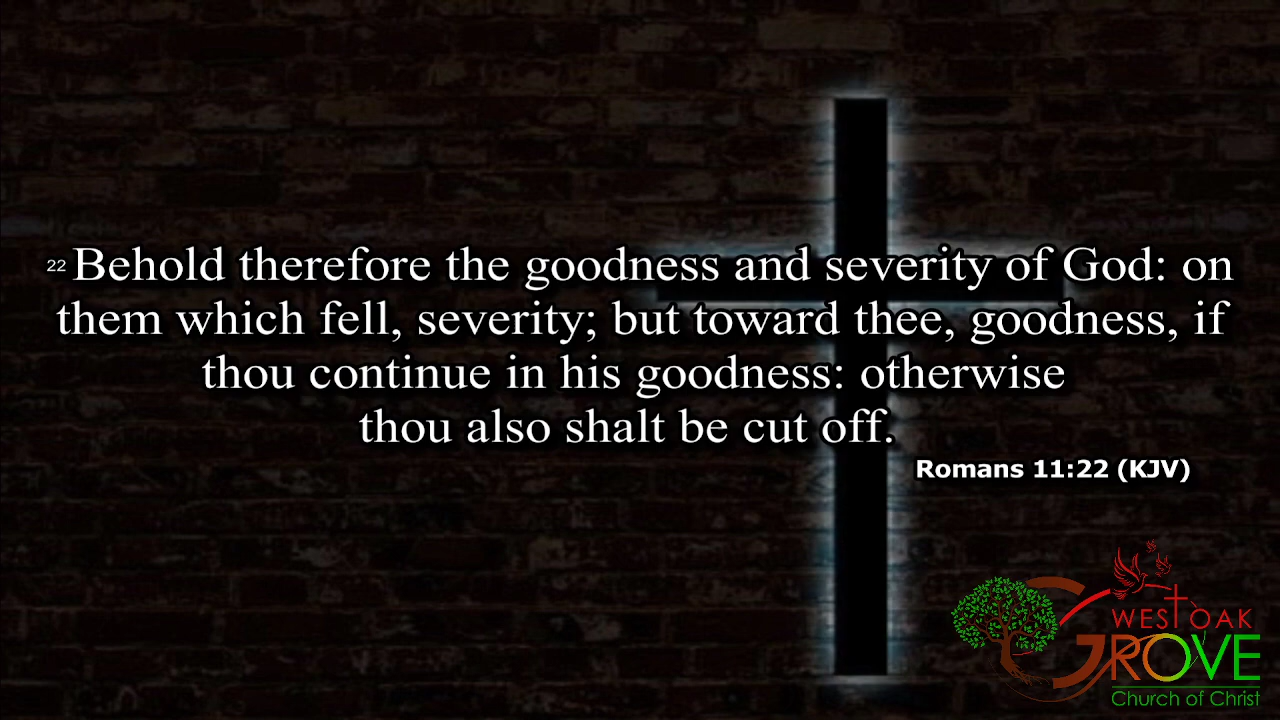 22 Behold therefore the goodness and severity of God: on
them which fell, severity; but toward thee, goodness, if
thou continue in his goodness: otherwise
thou also shalt be cut off.
Romans 11:22 (KJV)
WEST OAK
GROVE
Church of Christ